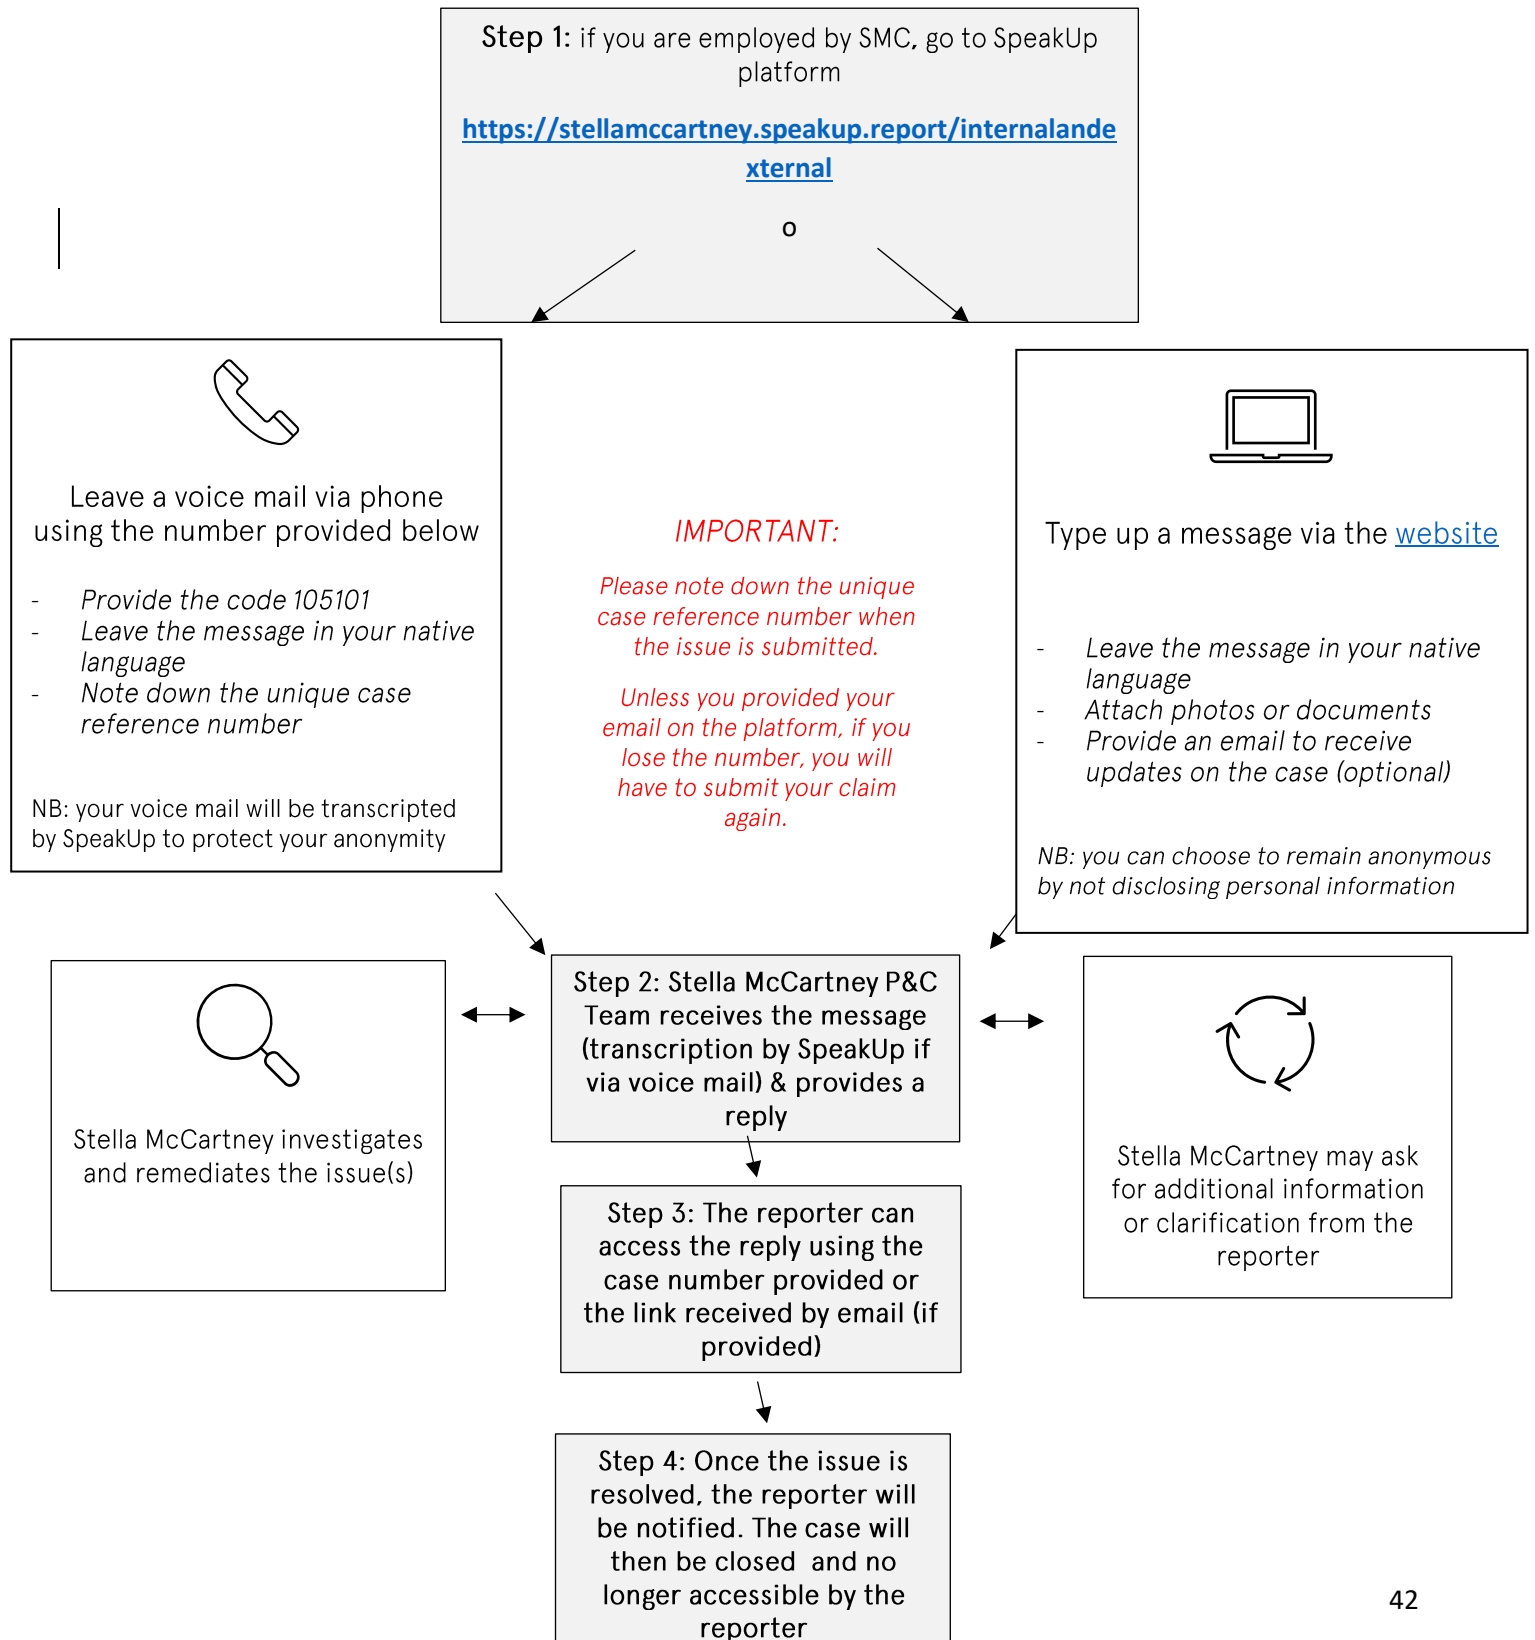 Step 1: if you are employed by SMC, go to SpeakUp
platform
https://stellamccartney.speakup.report/internalande
xternal
o
Leave a voice mail via phone
using the number provided below
- Provide the code 105101
- Leave the message in your native
language
- Note down the unique case
reference number
NB: your voice mail will be transcripted
by SpeakUp to protect your anonymity
IMPORTANT:
Please note down the unique
case reference number when
the issue is submitted.
Unless you provided your
email on the platform, if you
lose the number, you will
have to submit your claim
again.
Type up a message via the website
- Leave the message in your native
language
- Attach photos or documents
- Provide an email to receive
updates on the case (optional)
NB: you can choose to remain anonymous
by not disclosing personal information
Stella McCartney investigates
and remediates the issue(s)
Step 2: Stella McCartney P&C
Team receives the message
(transcription by SpeakUp if
via voice mail) & provides a
reply
Stella McCartney may ask
for additional information
or clarification from the
reporter
Step 3: The reporter can
access the reply using the
case number provided or
the link received by email (if
provided)
Step 4: Once the issue is
resolved, the reporter will
be notified. The case will
then be closed  and no
longer accessible by the
reporter
42